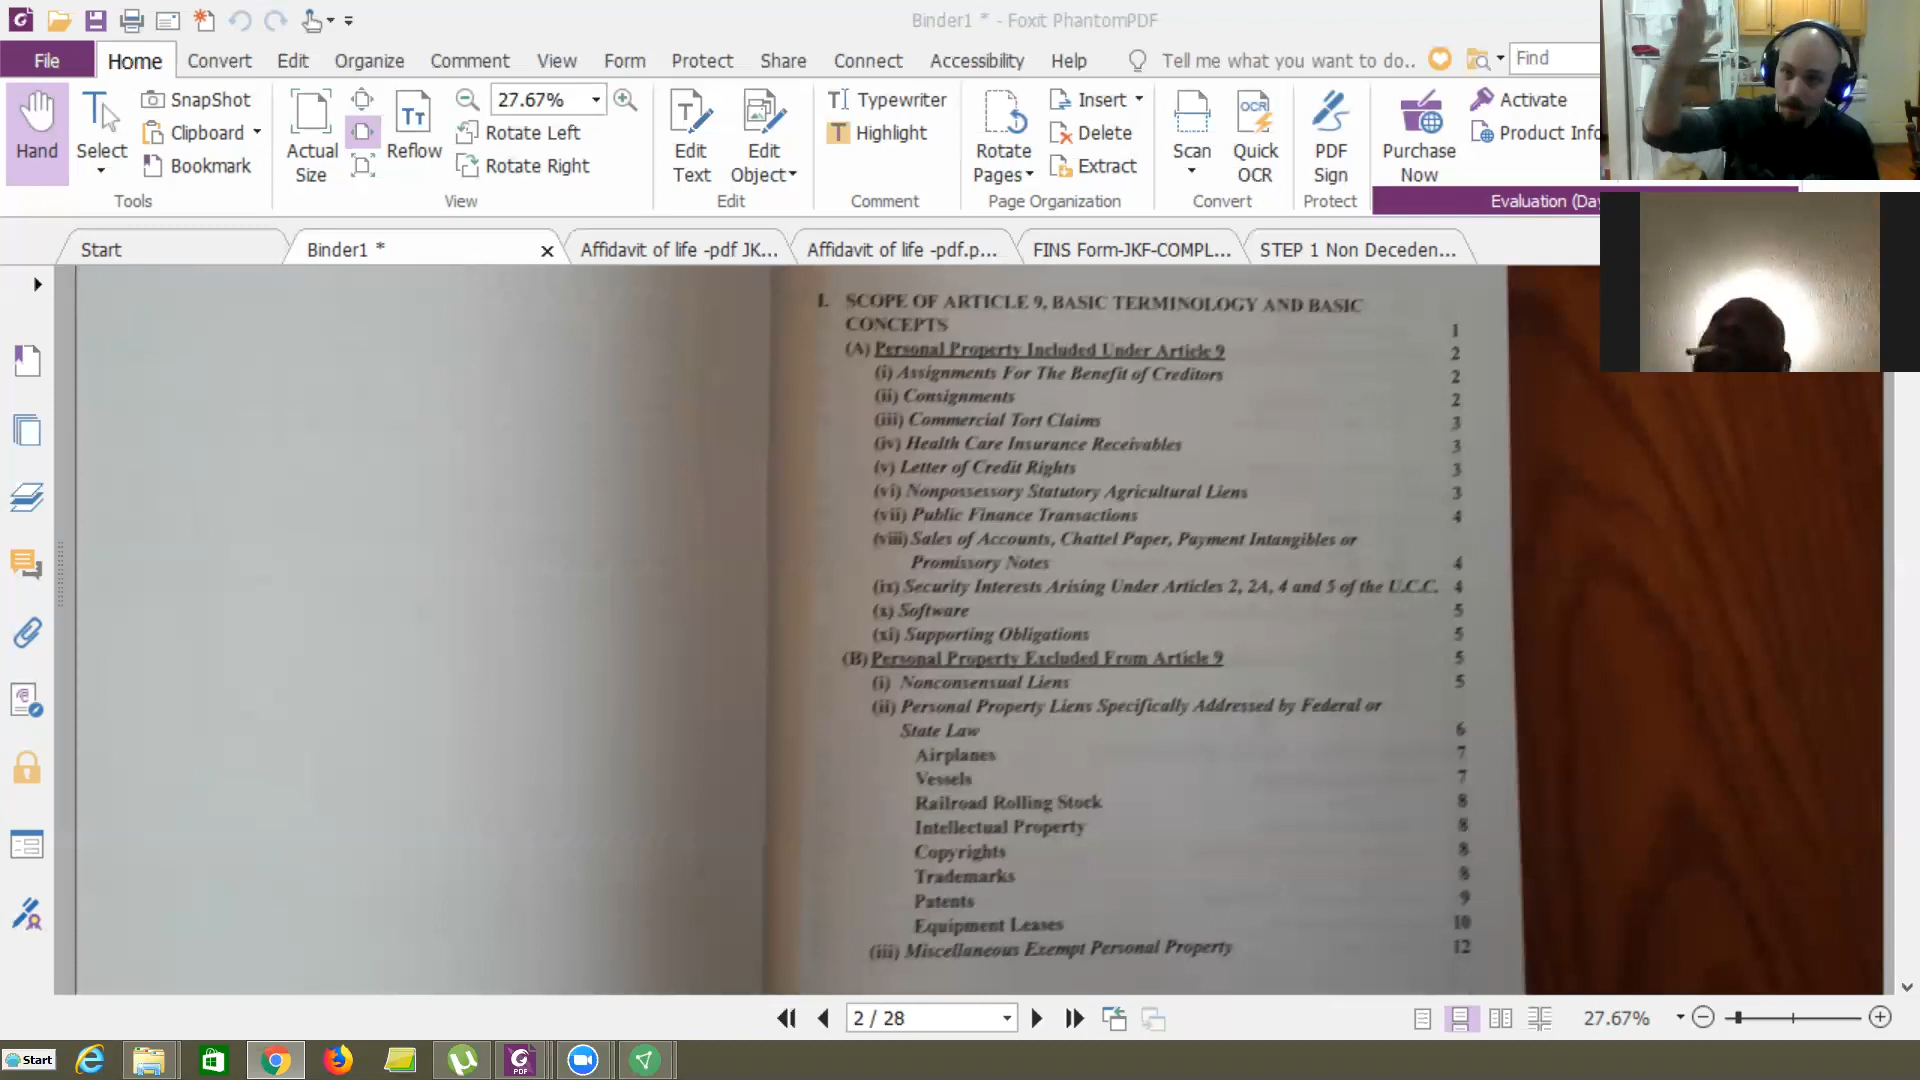 Binder1 * - Foxit PhantomPDF
File Home Convert Edit Organize Comment View Form Protect Share Connect Accessibility Help Tell me what you want to do.. Find
Hand
Select
SnapShot
Clipboard
Bookmark
Tools
Actual Size
Reflow
27.67%
Rotate Left
Rotate Right
View
Edit Text
Edit Object
Edit
Typewriter
Highlight
Comment
Rotate Pages
Insert
Delete
Extract
Page Organization
Scan
OCR
Quick OCR
Convert
PDF Sign
Protect
Purchase Now
Activate
Product Info
Evaluation (Day
Start
Binder1 *
Affidavit of life -pdf JK...
Affidavit of life -pdf.p...
FINS Form-JKF-COMPL...
STEP 1 Non Deceden...
I. SCOPE OF ARTICLE 9, BASIC TERMINOLOGY AND BASIC
CONCEPTS 1
(A) Personal Property Included Under Article 9 2
(i) Assignments For The Benefit of Creditors 2
(ii) Consignments 2
(iii) Commercial Tort Claims 3
(iv) Health Care Insurance Receivables 3
(v) Letter of Credit Rights 3
(vi) Nonpossessory Statutory Agricultural Liens 3
(vii) Public Finance Transactions 4
(viii) Sales of Accounts, Chattel Paper, Payment Intangibles or
Promissory Notes 4
(ix) Security Interests Arising Under Articles 2, 2A, 4 and 5 of the U.C.C. 4
(x) Software 5
(xi) Supporting Obligations 5
(B) Personal Property Excluded From Article 9 5
(i) Nonconsensual Liens 5
(ii) Personal Property Liens Specifically Addressed by Federal or
State Law 6
Airplanes 7
Vessels 7
Railroad Rolling Stock 8
Intellectual Property 8
Copyrights 8
Trademarks 8
Patents 9
Equipment Leases 10
(iii) Miscellaneous Exempt Personal Property 12
2 / 28
27.67%
Start
PDF